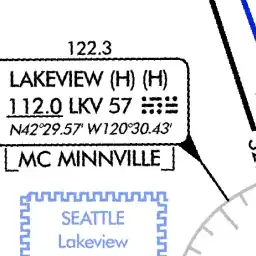 122.3
LAKEVIEW (H) (H)
112.0 LKV 57
N42°29.57' W120°30.43'
MC MINNVILLE
SEATTLE
Lakeview